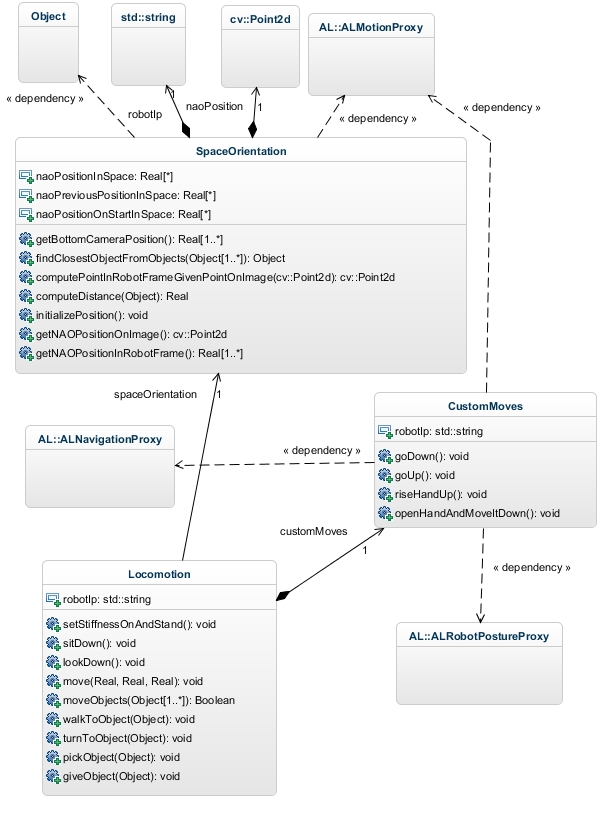 Object
std::string
cv::Point2d
AL::ALMotionProxy
« dependency »
robotIp
1
naoPosition
1
« dependency »
« dependency »
SpaceOrientation
naoPositionInSpace: Real[*]
naoPreviousPositionInSpace: Real[*]
naoPositionOnStartInSpace: Real[*]
getBottomCameraPosition(): Real[1..*]
findClosestObjectFromObjects(Object[1..*]): Object
computePointInRobotFrameGivenPointOnImage(cv::Point2d): cv::Point2d
computeDistance(Object): Real
initializePosition(): void
getNAOPositionOnImage(): cv::Point2d
getNAOPositionInRobotFrame(): Real[1..*]
spaceOrientation
1
CustomMoves
robotIp: std::string
goDown(): void
goUp(): void
riseHandUp(): void
openHandAndMoveItDown(): void
AL::ALNavigationProxy
« dependency »
customMoves
1
« dependency »
Locomotion
robotIp: std::string
setStiffnessOnAndStand(): void
sitDown(): void
lookDown(): void
move(Real, Real, Real): void
moveObjects(Object[1..*]): Boolean
walkToObject(Object): void
turnToObject(Object): void
pickObject(Object): void
giveObject(Object): void
AL::ALRobotPostureProxy